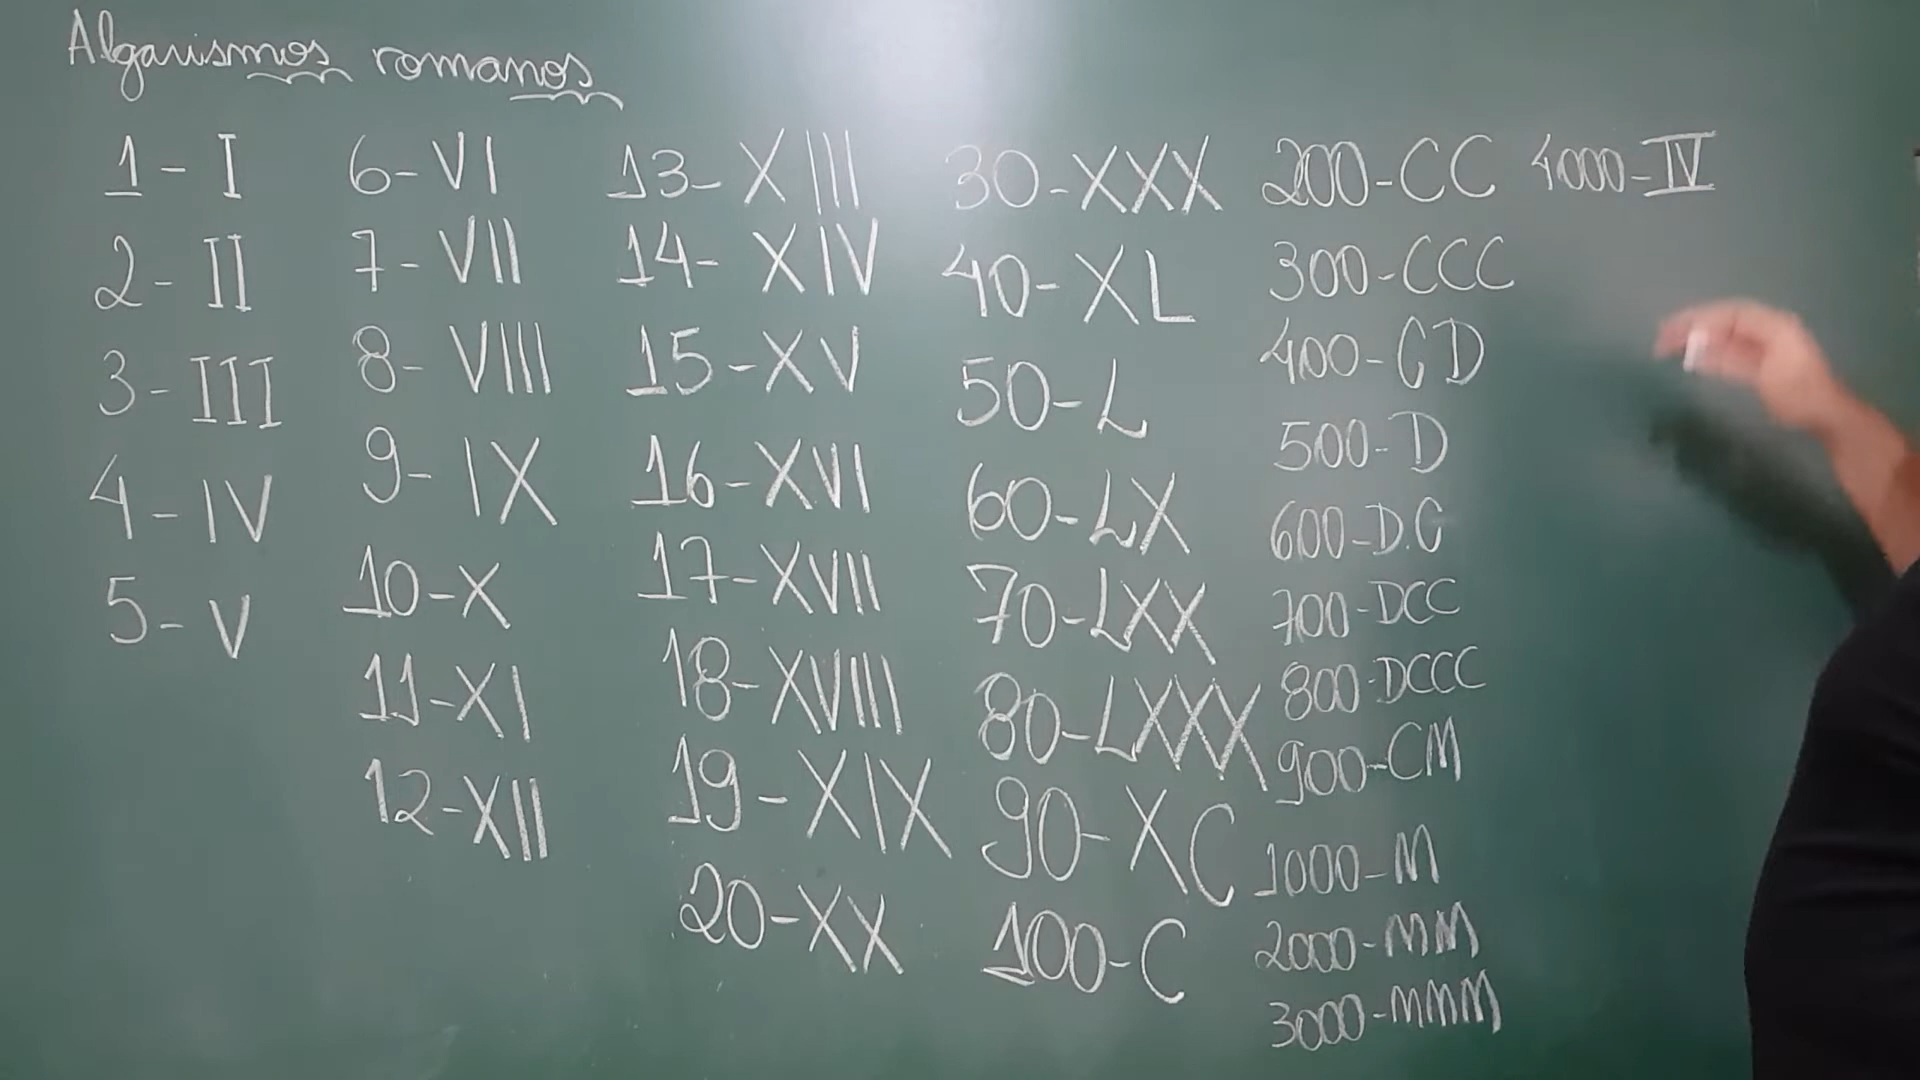 Algarismos romanos
1 - I
2 - II
3 - III
4 - IV
5 - V
6 - VI
7 - VII
8 - VIII
9 - IX
10 - X
11 - XI
12 - XII
13 - XIII
14 - XIV
15 - XV
16 - XVI
17 - XVII
18 - XVIII
19 - XIX
20 - XX
30 - XXX
40 - XL
50 - L
60 - LX
70 - LXX
80 - LXXX
90 - XC
100 - C
200 - CC
300 - CCC
400 - CD
500 - D
600 - D.C
700 - DCC
800 - DCCC
900 - CM
1000 - M
2000 - MM
3000 - MMM
4000 - I̅V̅